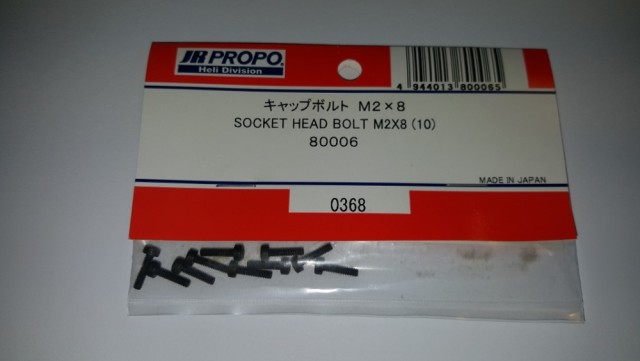 JR PROPO®
Heli Division
4 944013 800065
キャップボルト M2×8
SOCKET HEAD BOLT M2X8 (10)
80006
MADE IN JAPAN
0368